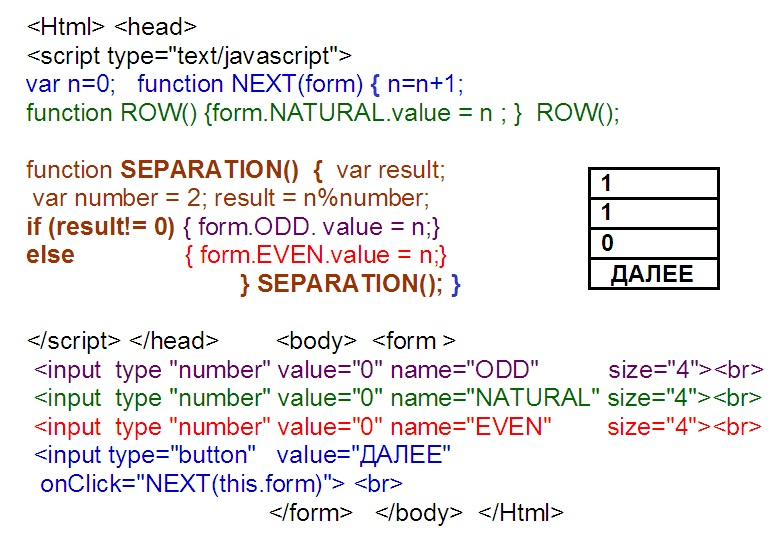 <Html> <head>
<script type="text/javascript">
var n=0; function NEXT(form) { n=n+1;
function ROW() {form.NATURAL.value = n ; } ROW();
function SEPARATION() { var result;
var number = 2; result = n%number;
if (result!= 0) { form.ODD. value = n;}
else { form.EVEN.value = n;}
} SEPARATION(); }
1
1
0
ДАЛЕЕ
</script> </head> <body> <form >
<input type "number" value="0" name="ODD" size="4"><br>
<input type "number" value="0" name="NATURAL" size="4"><br>
<input type "number" value="0" name="EVEN" size="4"><br>
<input type="button" value="ДАЛЕЕ"
onClick="NEXT(this.form)"> <br>
</form> </body> </Html>